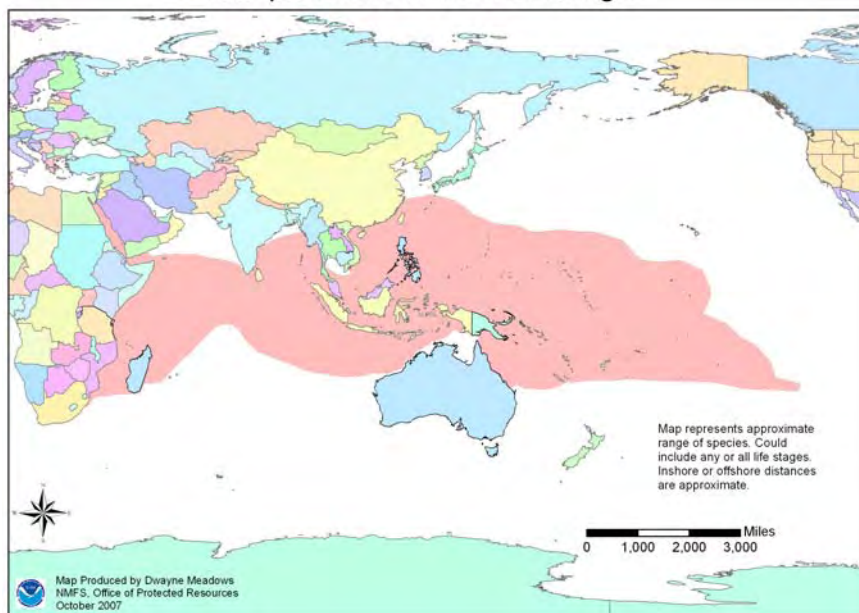 Map represents approximate
range of species. Could
include any or all life stages.
Inshore or offshore distances
are approximate.
Miles
0 1,000 2,000 3,000
Map Produced by Dwayne Meadows
NMFS, Office of Protected Resources
October 2007